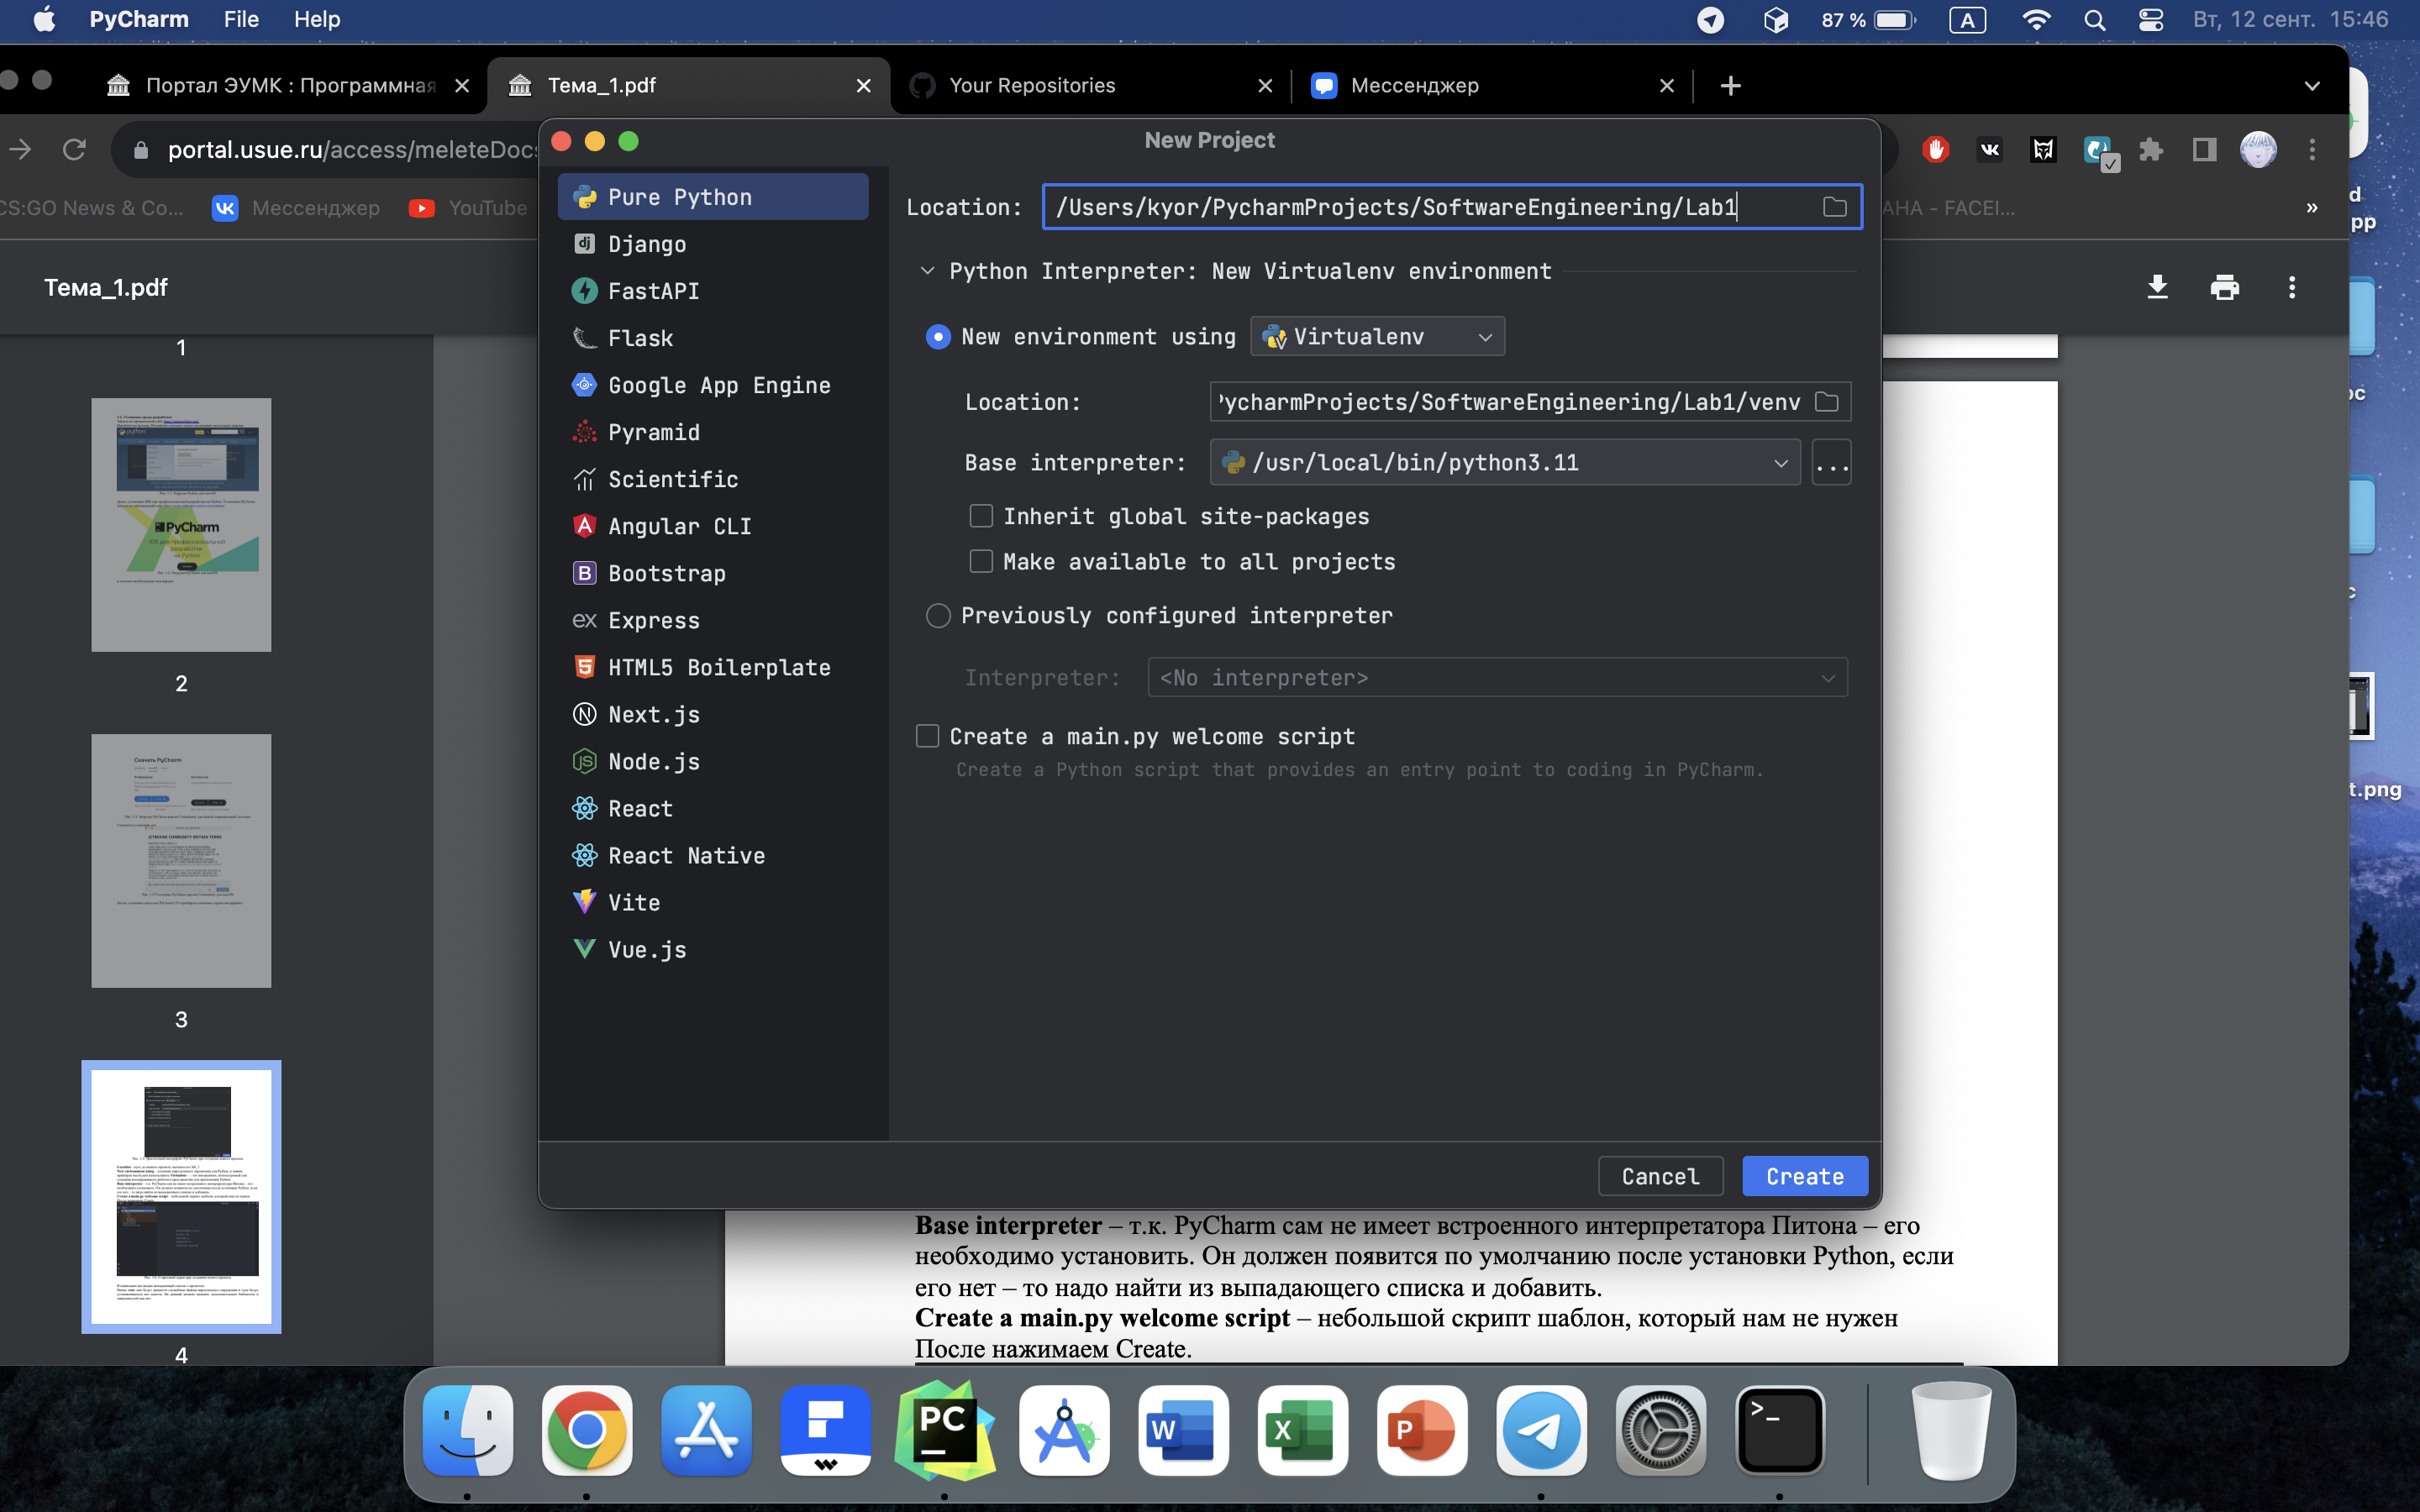 PyCharm File Help 87 % A Вт, 12 сент. 15:46
Портал ЭУМК : Программная
Тема_1.pdf
Your Repositories
Мессенджер
portal.usue.ru/access/meleteDocs
CS:GO News & Co...
Мессенджер
YouTube
АНА - FACEI...
»
Тема_1.pdf
1
2
3
4
New Project
Pure Python
Django
FastAPI
Flask
Google App Engine
Pyramid
Scientific
Angular CLI
Bootstrap
Express
HTML5 Boilerplate
Next.js
Node.js
React
React Native
Vite
Vue.js
Location: /Users/kyor/PycharmProjects/SoftwareEngineering/Lab1
Python Interpreter: New Virtualenv environment
New environment using Virtualenv
Location: ycharmProjects/SoftwareEngineering/Lab1/venv
Base interpreter: /usr/local/bin/python3.11 ...
Inherit global site-packages
Make available to all projects
Previously configured interpreter
Interpreter: <No interpreter>
Create a main.py welcome script
Create a Python script that provides an entry point to coding in PyCharm.
Cancel Create
Base interpreter – т.к. PyCharm сам не имеет встроенного интерпретатора Питона – его
необходимо установить. Он должен появится по умолчанию после установки Python, если
его нет – то надо найти из выпадающего списка и добавить.
Create a main.py welcome script – небольшой скрипт шаблон, который нам не нужен
После нажимаем Create.
d
pp
c
t.png
PyCharm
PC
W
X
P
>_